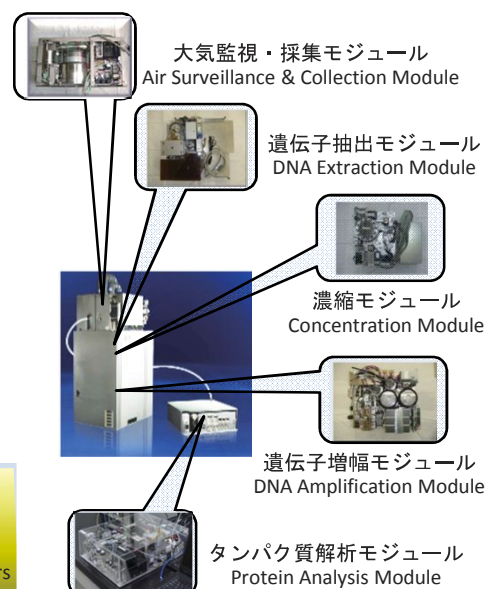 大気監視・採集モジュール
Air Surveillance & Collection Module
遺伝子抽出モジュール
DNA Extraction Module
濃縮モジュール
Concentration Module
遺伝子増幅モジュール
DNA Amplification Module
タンパク質解析モジュール
Protein Analysis Module